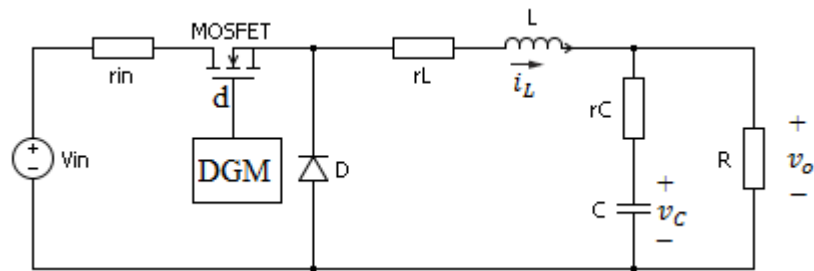 MOSFET
L
rin
rL
d
i_L
rC
+
Vin
DGM
D
R
v_o
+
C
v_C
−
−